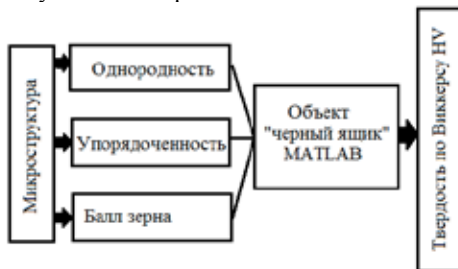 Микроструктура
Однородность
Упорядоченность
Балл зерна
Объект
"черный ящик"
MATLAB
Твердость по Виккерсу HV